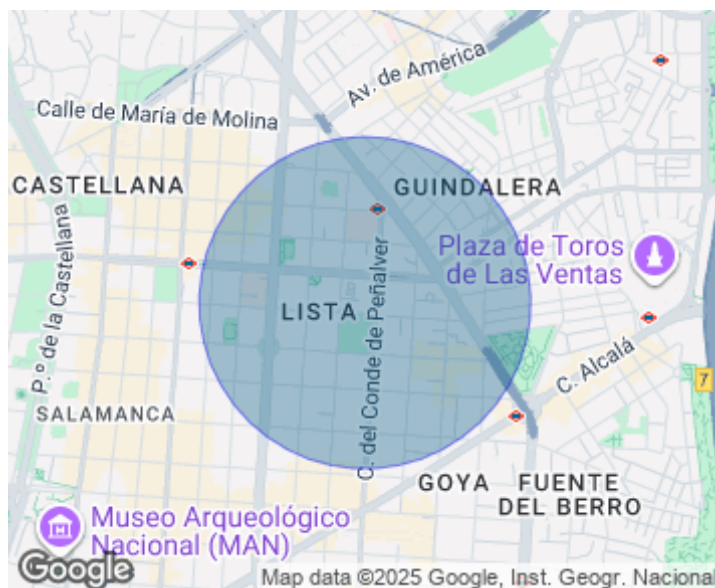 Av. de América
Calle de María de Molina
CASTELLANA
GUINDALERA
Plaza de Toros
de Las Ventas
P.º de la Castellana
LISTA
C. del Conde de Peñalver
C. Alcalá
7
SALAMANCA
GOYA
FUENTE
DEL BERRO
Museo Arqueológico
Nacional (MAN)
Google
Map data ©2025 Google, Inst. Geogr. Nacional